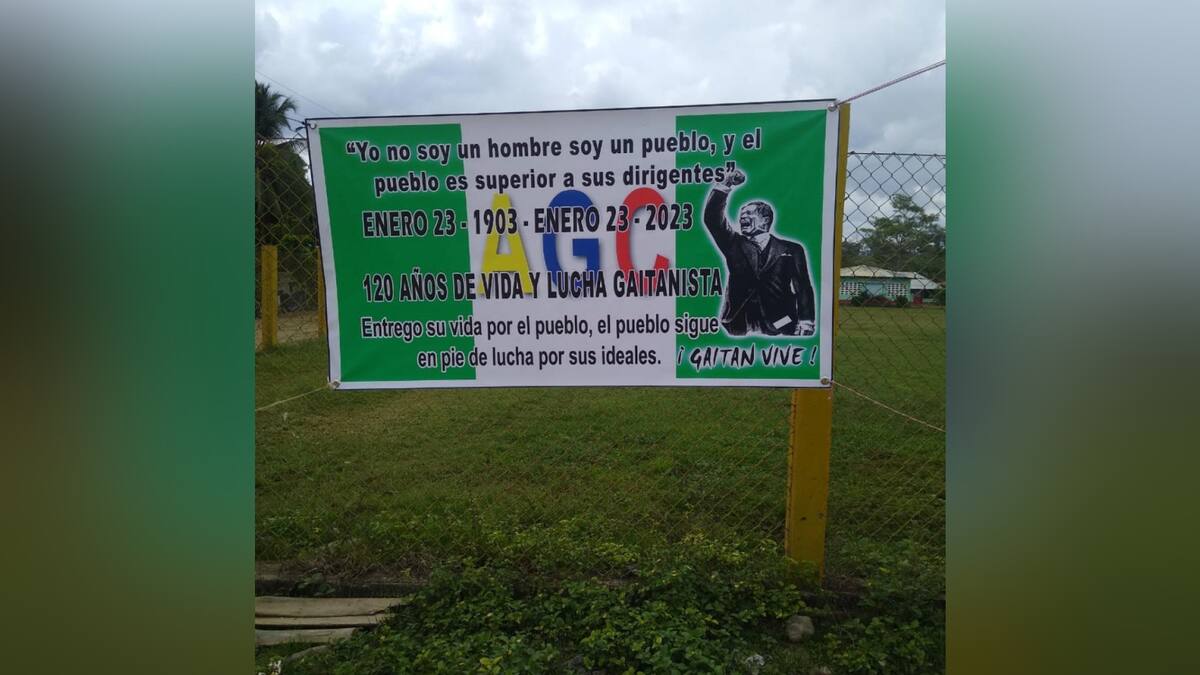 “Yo no soy un hombre soy un pueblo, y el
pueblo es superior a sus dirigentes”
ENERO 23 - 1903 - ENERO 23 - 2023
AGC
120 AÑOS DE VIDA Y LUCHA GAITANISTA
Entrego su vida por el pueblo, el pueblo sigue
en pie de lucha por sus ideales.
¡ GAITAN VIVE !